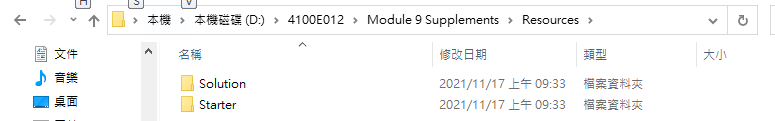 H S V
本機 > 本機磁碟 (D:) > 4100E012 > Module 9 Supplements > Resources >
名稱 修改日期 類型 大小
文件
音樂
Solution 2021/11/17 上午 09:33 檔案資料夾
桌面
Starter 2021/11/17 上午 09:33 檔案資料夾